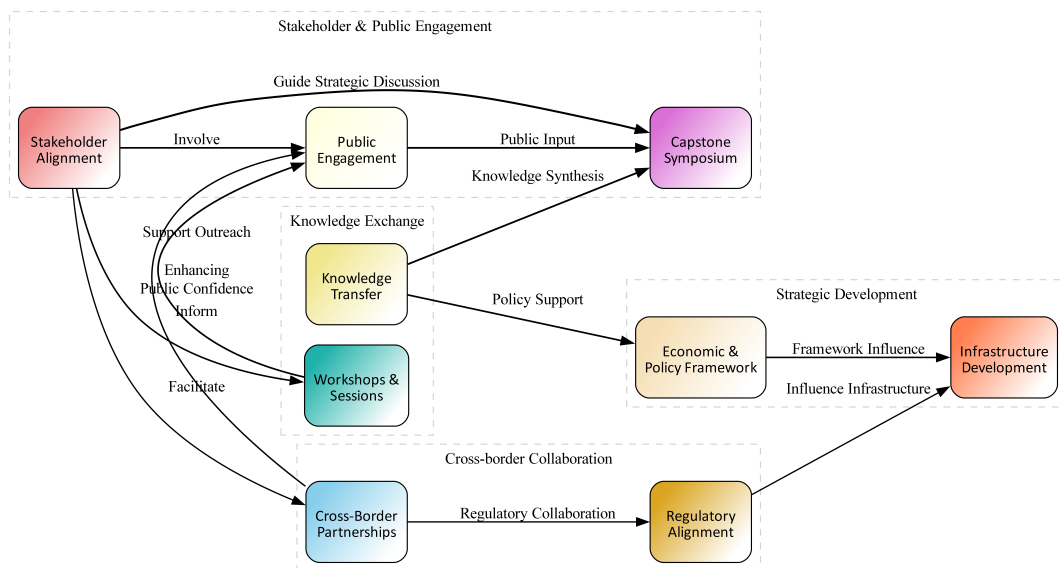 Stakeholder & Public Engagement
Guide Strategic Discussion
Stakeholder
Alignment
Involve
Public
Engagement
Public Input
Capstone
Symposium
Knowledge Synthesis
Knowledge Exchange
Support Outreach
Knowledge
Transfer
Enhancing
Public Confidence
Inform
Policy Support
Strategic Development
Economic &
Policy Framework
Framework Influence
Infrastructure
Development
Influence Infrastructure
Workshops &
Sessions
Facilitate
Cross-border Collaboration
Cross-Border
Partnerships
Regulatory Collaboration
Regulatory
Alignment